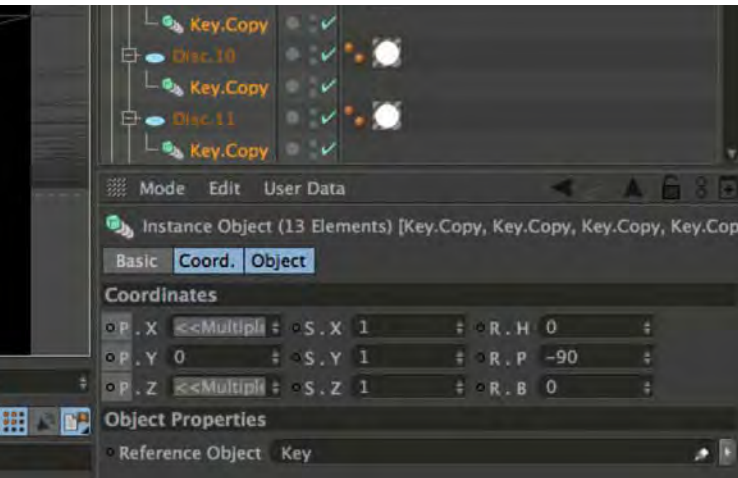 Key.Copy
Disc.10
Key.Copy
Disc.11
Key.Copy
Mode Edit User Data
Instance Object (13 Elements) [Key.Copy, Key.Copy, Key.Copy, Key.Cop
Basic Coord. Object
Coordinates
P . X <<Multipl S . X 1 R . H 0
P . Y 0 S . Y 1 R . P -90
P . Z <<Multipl S . Z 1 R . B 0
Object Properties
Reference Object Key